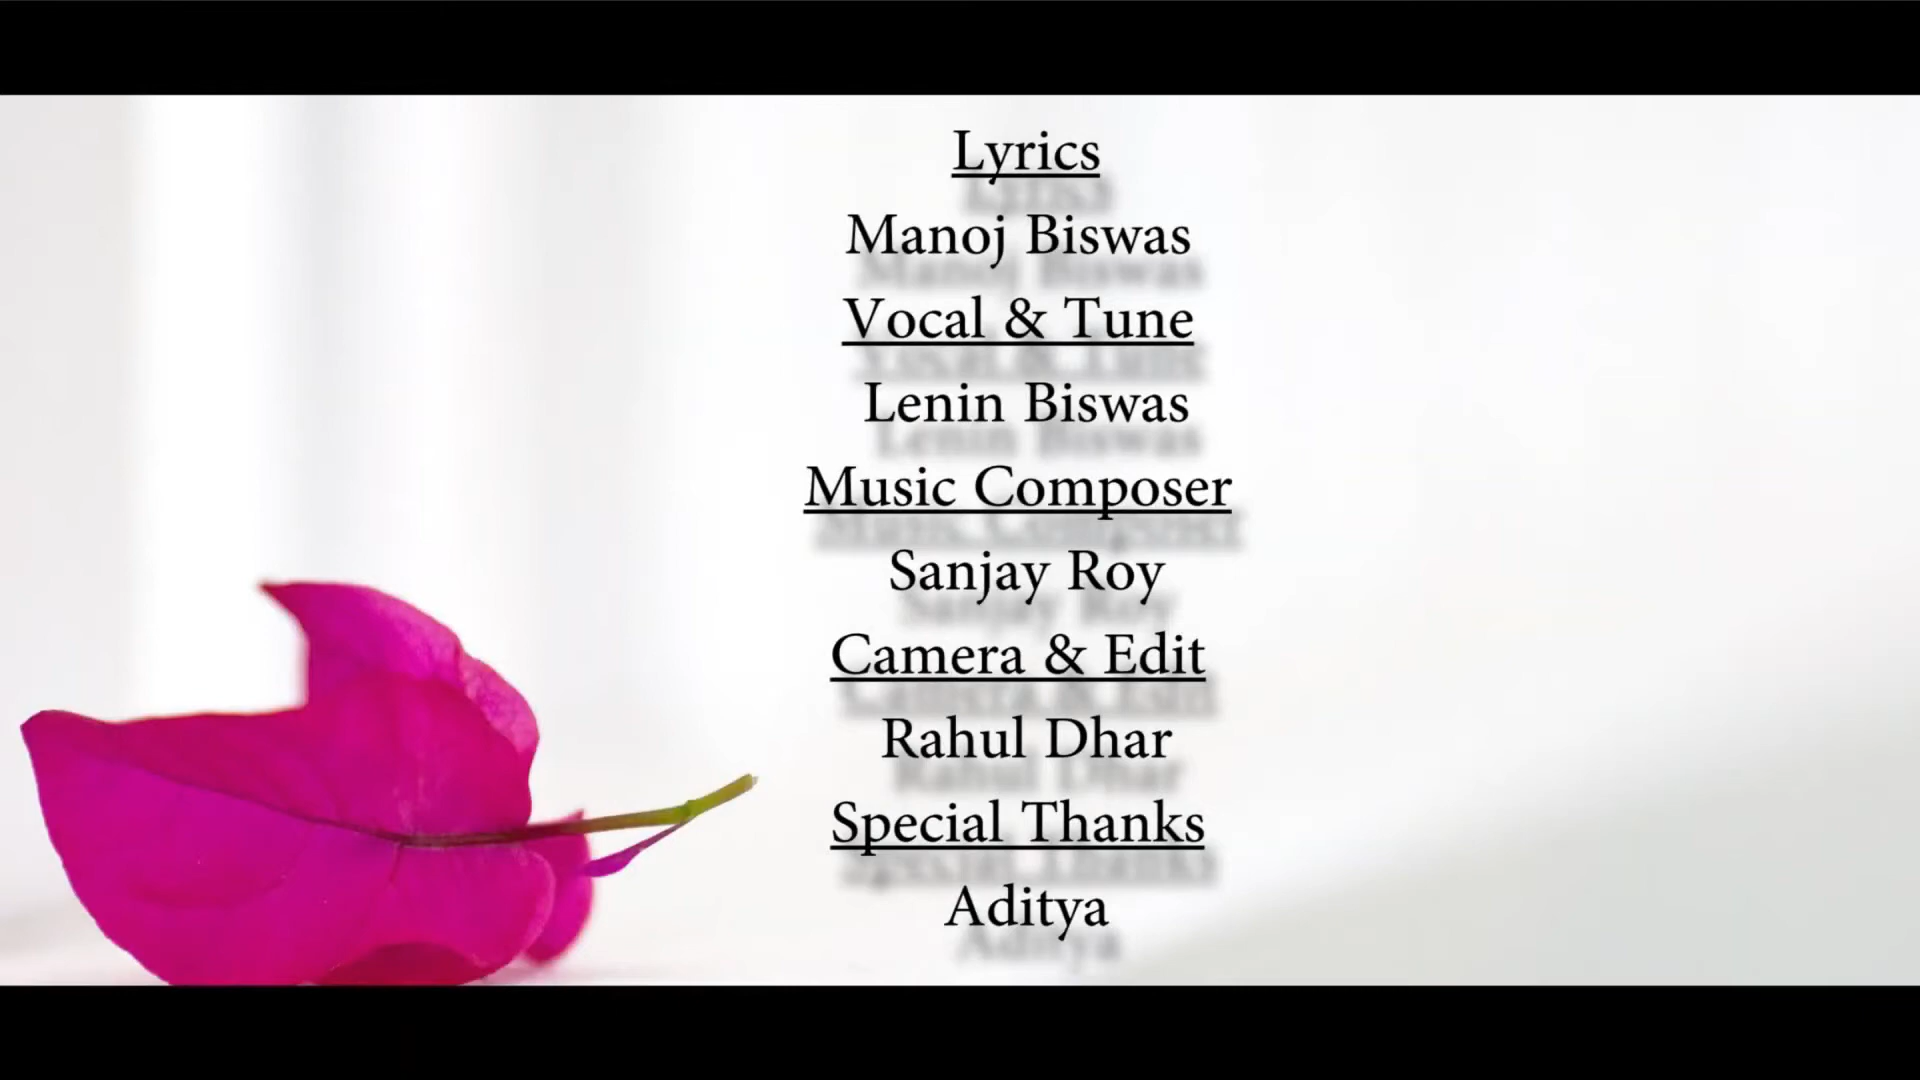 Lyrics
Manoj Biswas
Vocal & Tune
Lenin Biswas
Music Composer
Sanjay Roy
Camera & Edit
Rahul Dhar
Special Thanks
Aditya